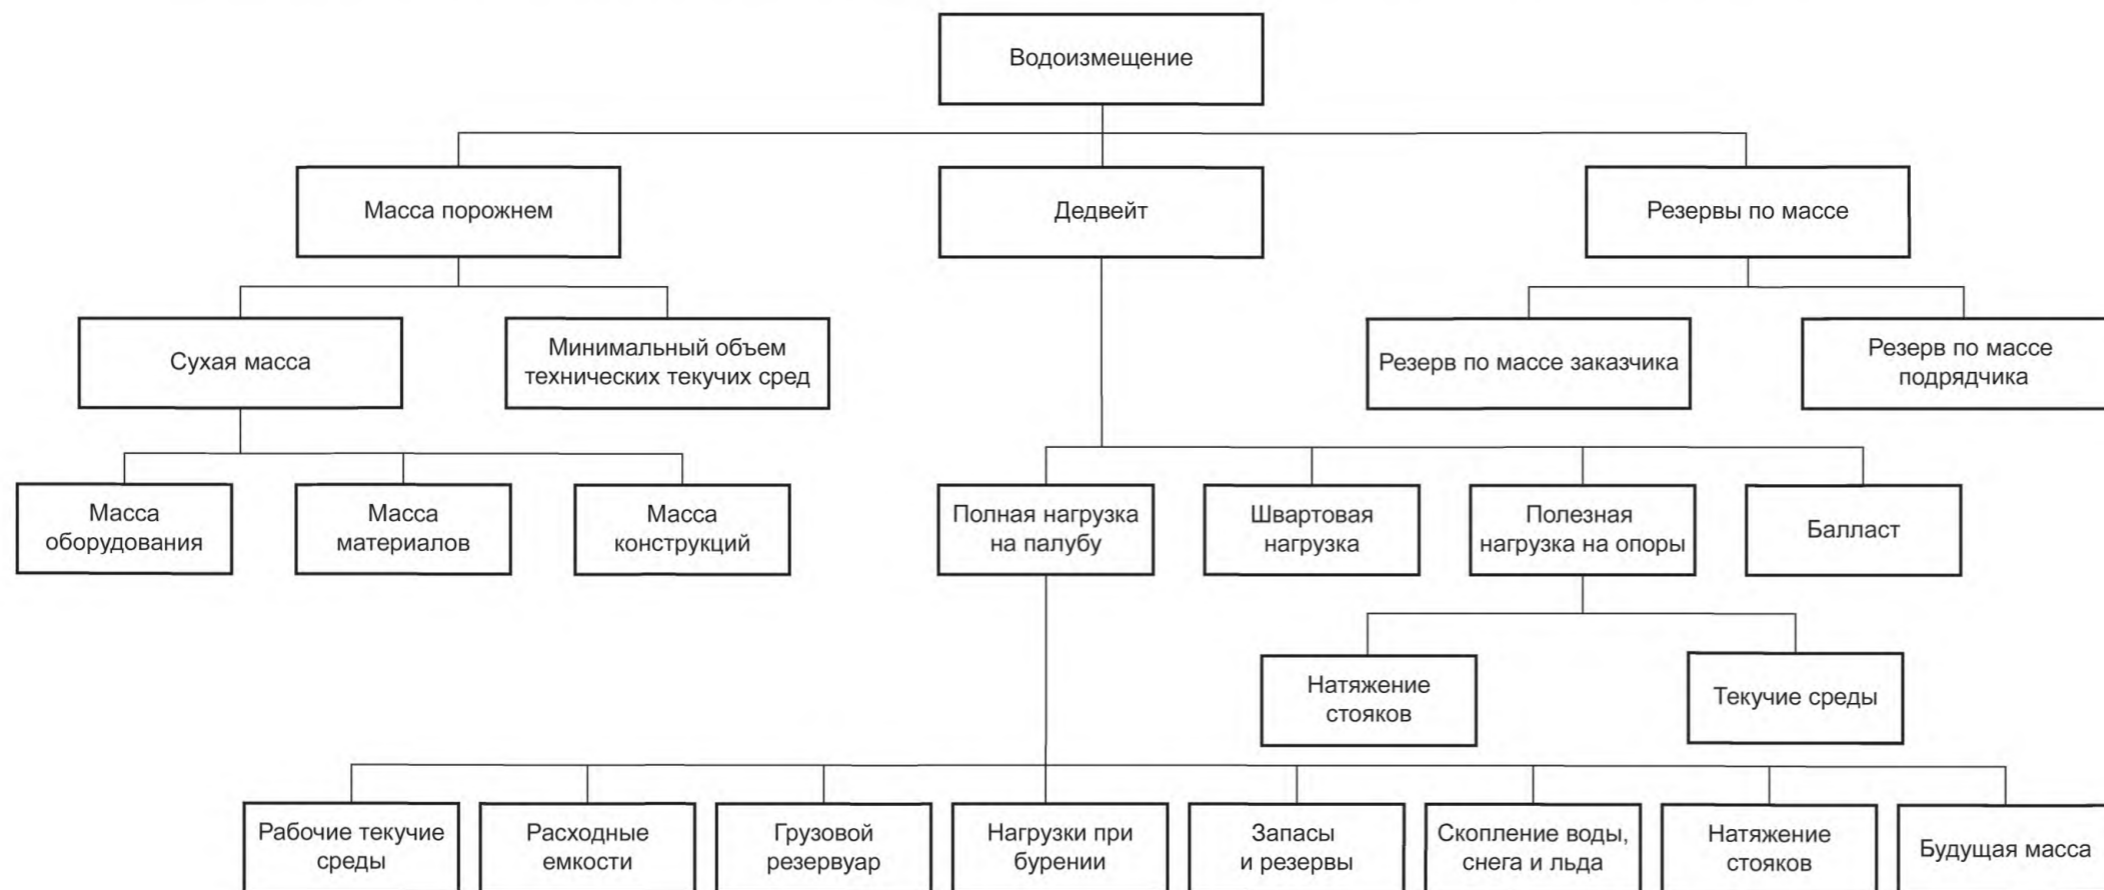 Водоизмещение
Масса порожнем
Дедвейт
Резервы по массе
Сухая масса
Минимальный объем
технических текучих сред
Резерв по массе заказчика
Резерв по массе
подрядчика
Масса
оборудования
Масса
материалов
Масса
конструкций
Полная нагрузка
на палубу
Швартовая
нагрузка
Полезная
нагрузка на опоры
Балласт
Натяжение
стояков
Текучие среды
Рабочие текучие
среды
Расходные
емкости
Грузовой
резервуар
Нагрузки при
бурении
Запасы
и резервы
Скопление воды,
снега и льда
Натяжение
стояков
Будущая масса